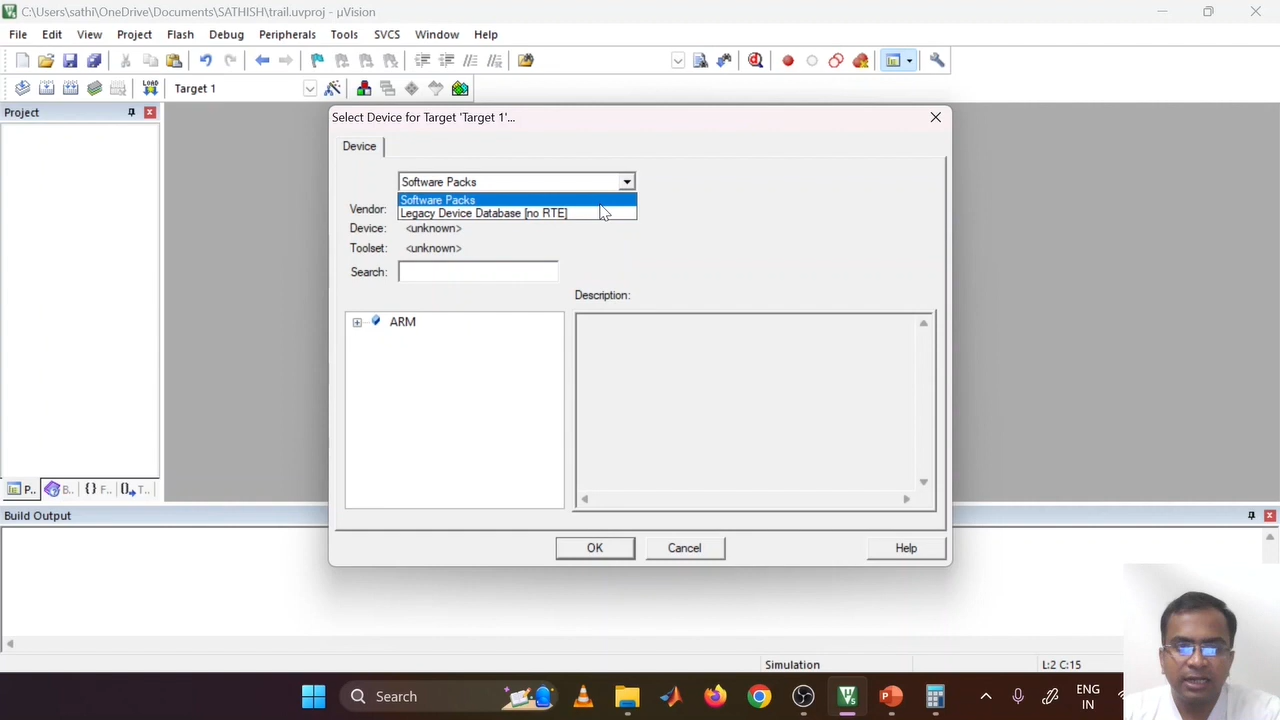 C:\Users\sathi\OneDrive\Documents\SATHISH\trail.uvproj - µVision
File Edit View Project Flash Debug Peripherals Tools SVCS Window Help
LOAD
Target 1
Project
Select Device for Target 'Target 1'...
Device
Software Packs
Software Packs
Vendor:
Legacy Device Database [no RTE]
Device: <unknown>
Toolset: <unknown>
Search:
Description:
ARM
P.. B.. {} F.. T..
Build Output
OK Cancel Help
Simulation
L:2 C:15
Search
ENG
IN